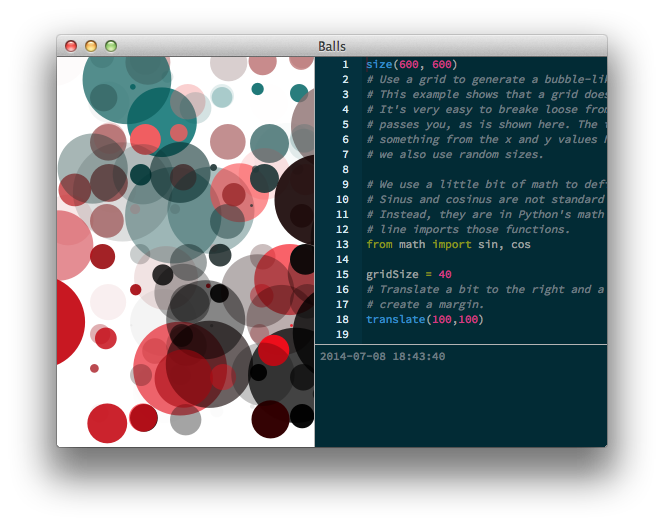 Balls
1 size(600, 600)
2 # Use a grid to generate a bubble-li
3 # This example shows that a grid does
4 # It's very easy to breake loose from
5 # passes you, as is shown here. The
6 # something from the x and y values
7 # we also use random sizes.
8
9 # We use a little bit of math to defi
10 # Sinus and cosinus are not standard
11 # Instead, they are in Python's math
12 # line imports those functions.
13 from math import sin, cos
14
15 gridSize = 40
16 # Translate a bit to the right and a
17 # create a margin.
18 translate(100,100)
19
2014-07-08 18:43:40